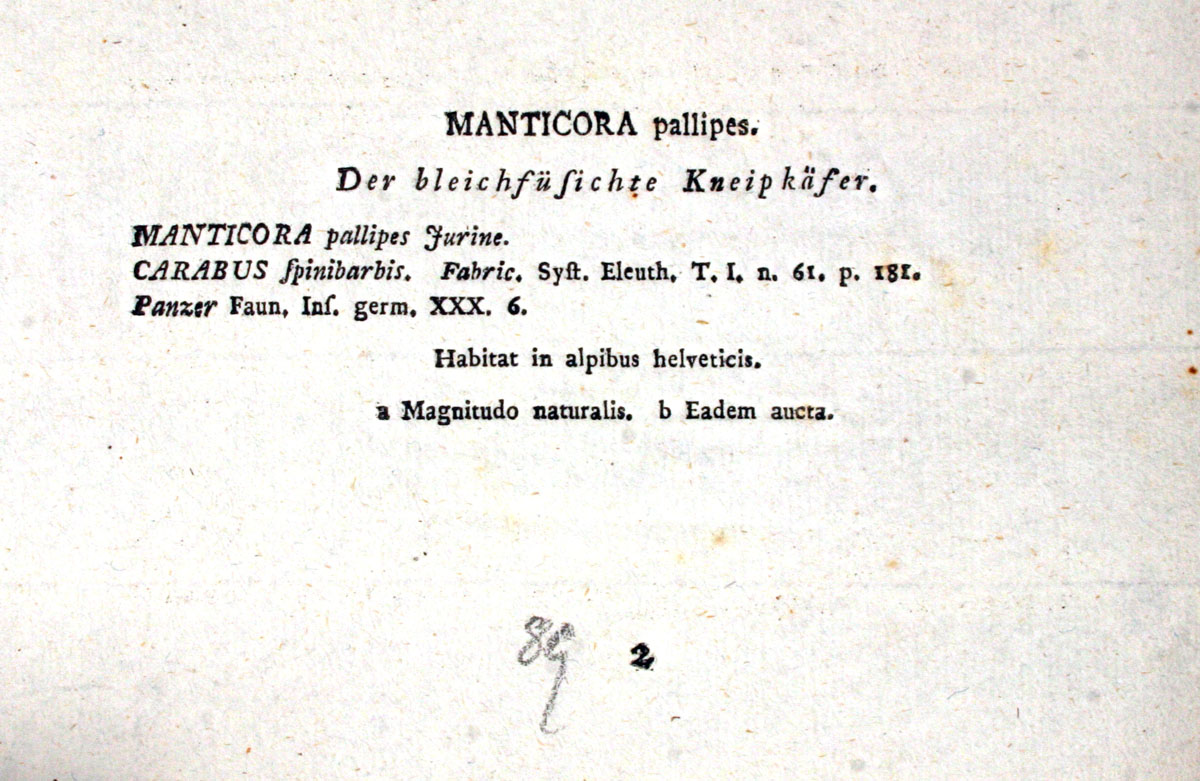 MANTICORA pallipes.
Der bleichfüſichte Kneipkäfer.
MANTICORA pallipes Jurine.
CARABUS ſpinibarbis. Fabric. Syſt. Eleuth. T. I. n. 61. p. 181.
Panzer Faun. Inſ. germ. XXX. 6.
Habitat in alpibus helveticis.
a Magnitudo naturalis. b Eadem aucta.
89 2